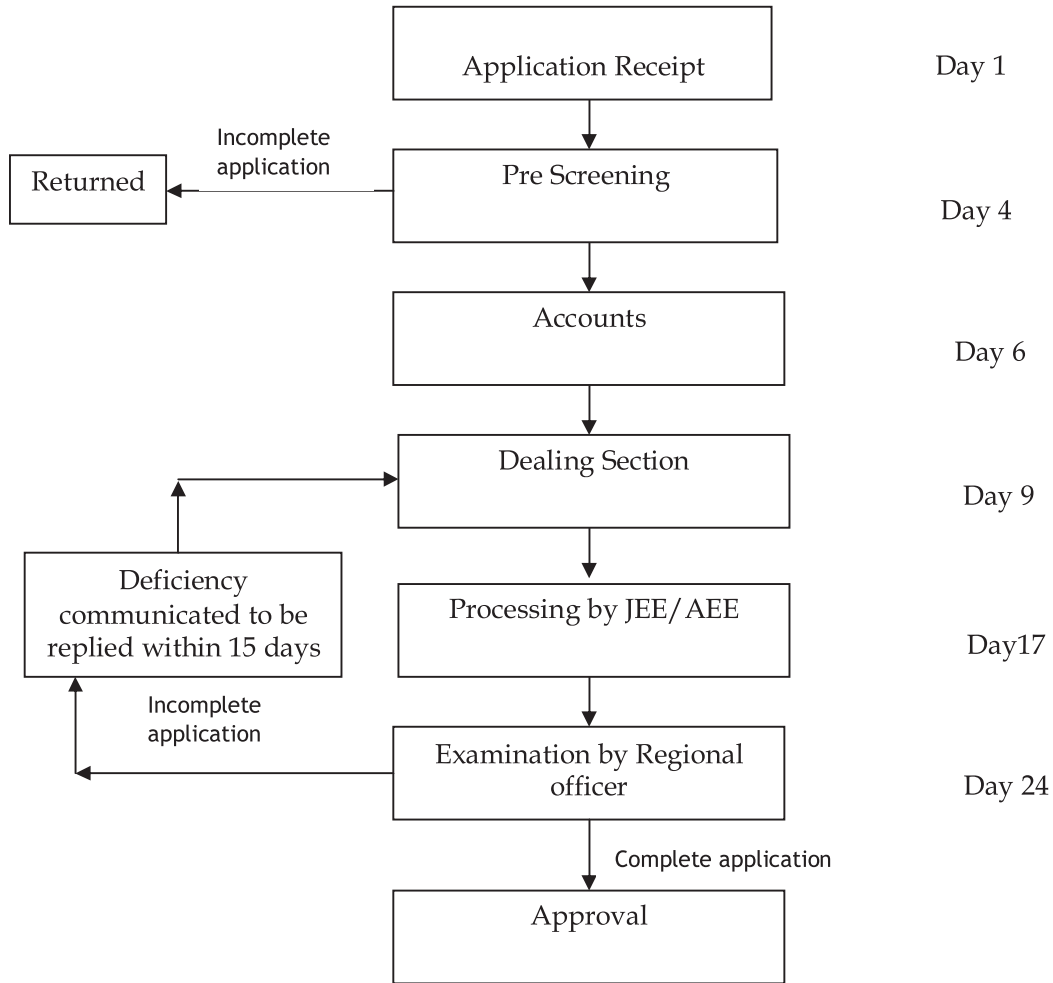 Application Receipt
Day 1
Incomplete
application
Returned
Pre Screening
Day 4
Accounts
Day 6
Dealing Section
Day 9
Deficiency
communicated to be
replied within 15 days
Processing by JEE/AEE
Day17
Incomplete
application
Examination by Regional
officer
Day 24
Complete application
Approval